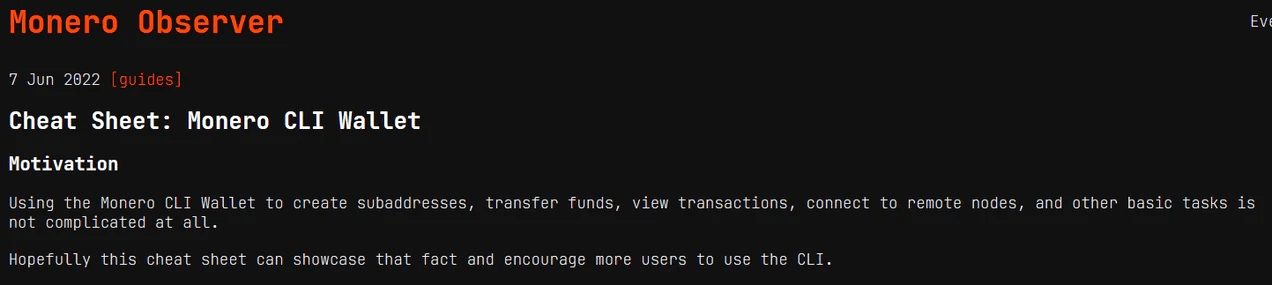 Monero Observer
7 Jun 2022 [guides]
Cheat Sheet: Monero CLI Wallet
Motivation
Using the Monero CLI Wallet to create subaddresses, transfer funds, view transactions, connect to remote nodes, and other basic tasks is
not complicated at all.
Hopefully this cheat sheet can showcase that fact and encourage more users to use the CLI.